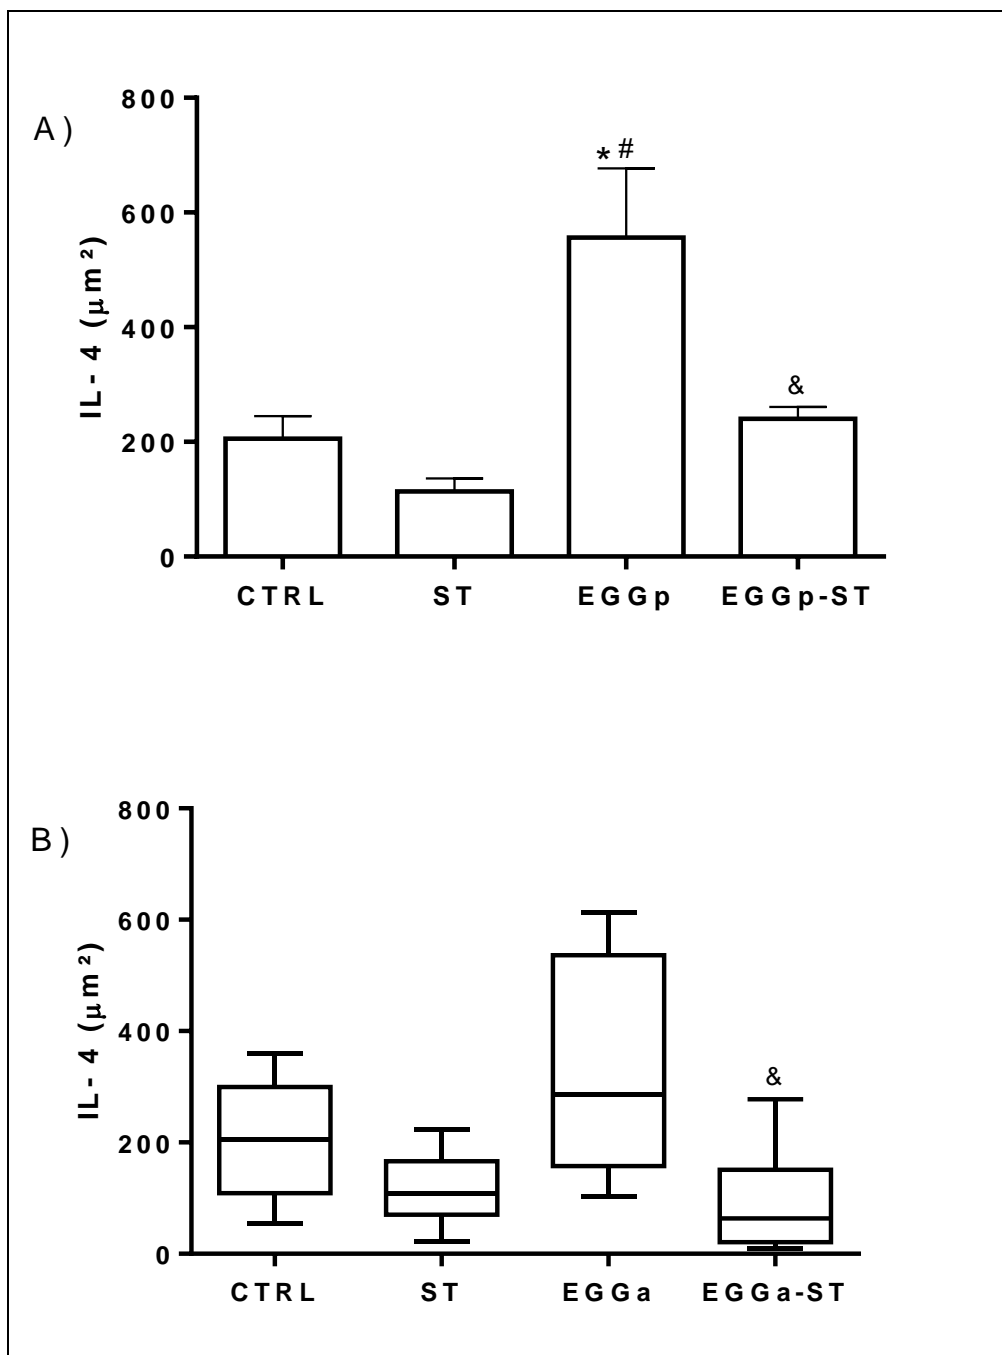 A)
IL- 4 (µm²)
800
600
400
200
0
*#
&
CTRL ST EGGp EGGp-ST
B)
IL- 4 (µm²)
800
600
400
200
0
&
CTRL ST EGGa EGGa-ST